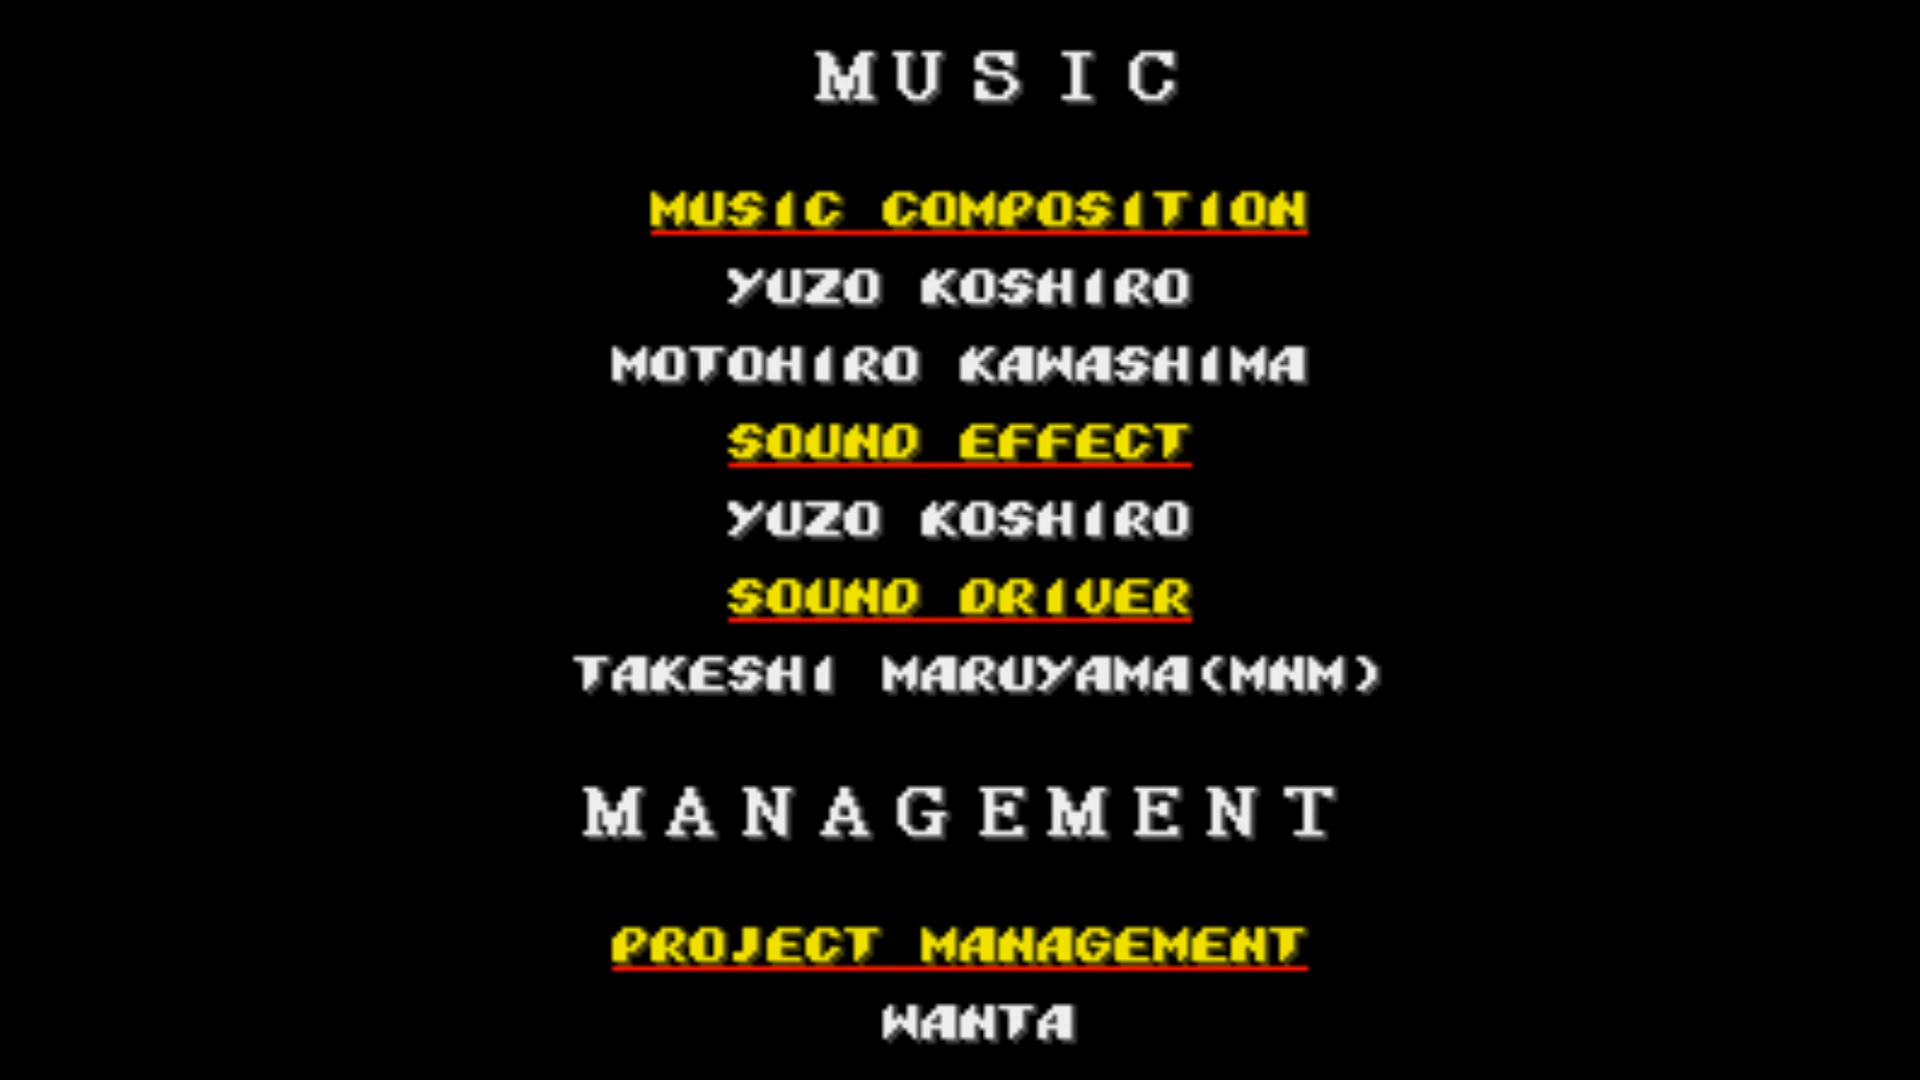 MUSIC
MUSIC COMPOSITION
YUZO KOSHIRO
MOTOHIRO KAWASHIMA
SOUND EFFECT
YUZO KOSHIRO
SOUND DRIVER
TAKESHI MARUYAMA(MNM)
MANAGEMENT
PROJECT MANAGEMENT
WANTA